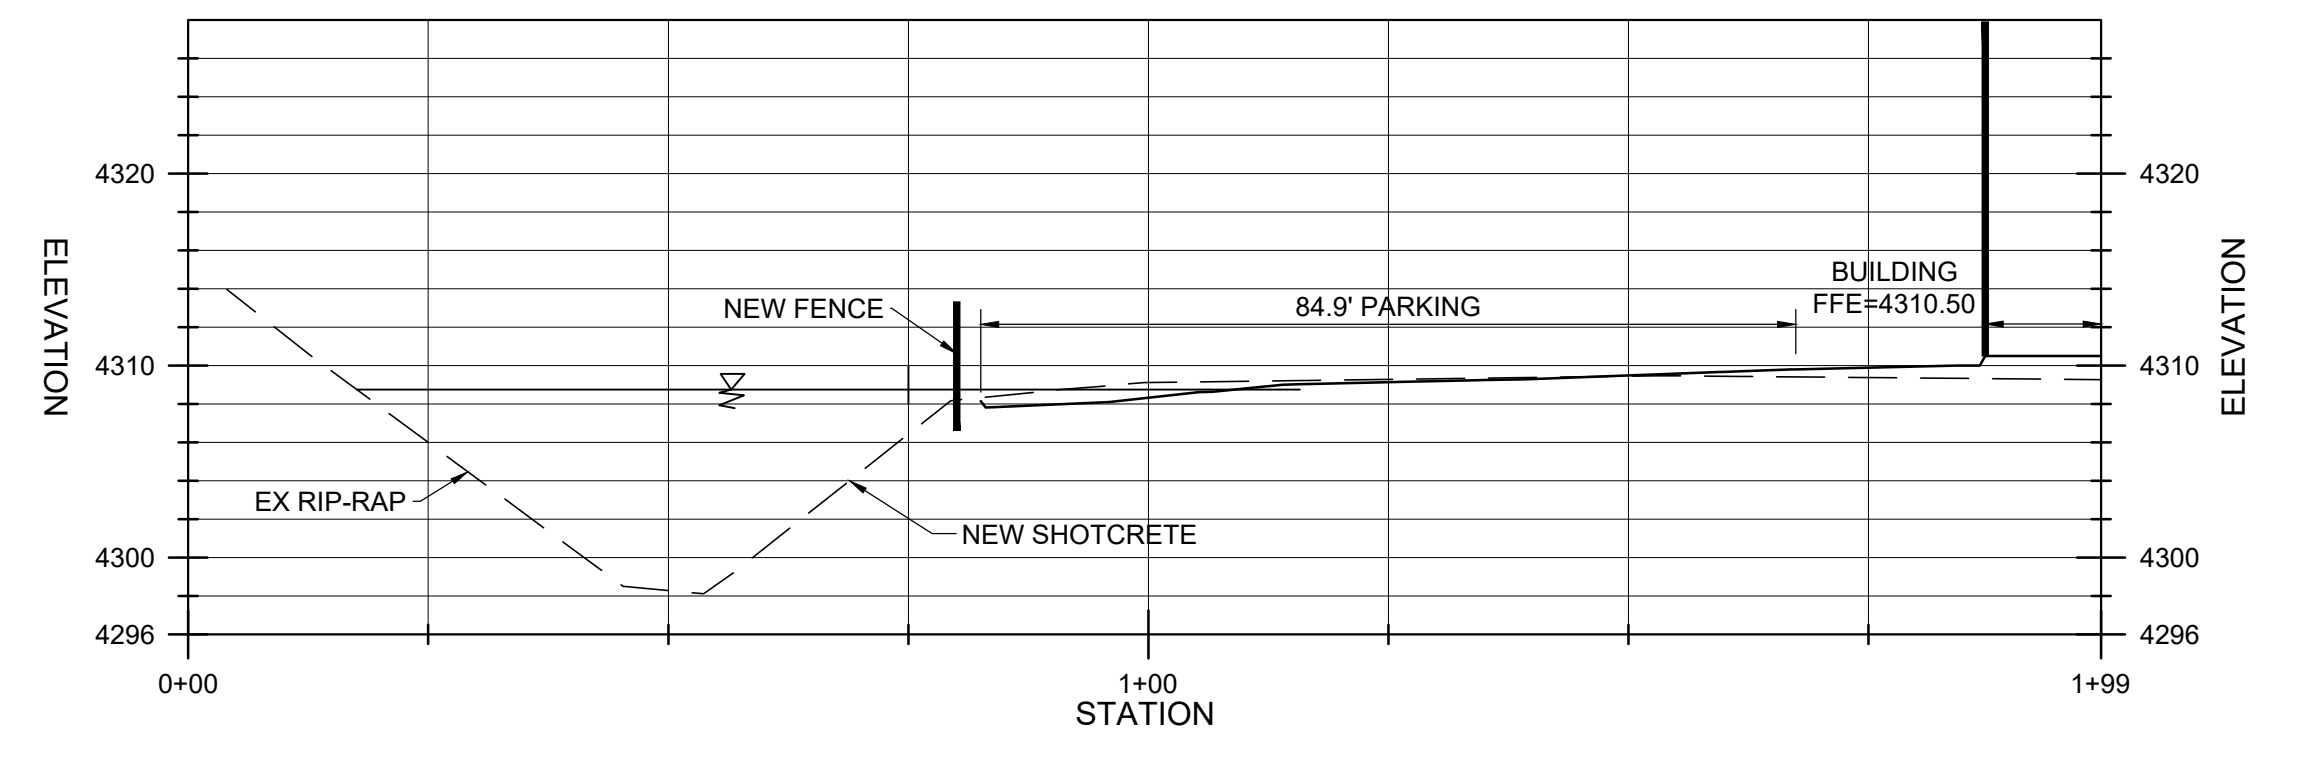 4320
4320
ELEVATION
ELEVATION
BUILDING
FFE=4310.50
NEW FENCE
84.9' PARKING
4310
4310
EX RIP-RAP
NEW SHOTCRETE
4300
4300
4296
4296
0+00
1+00
1+99
STATION